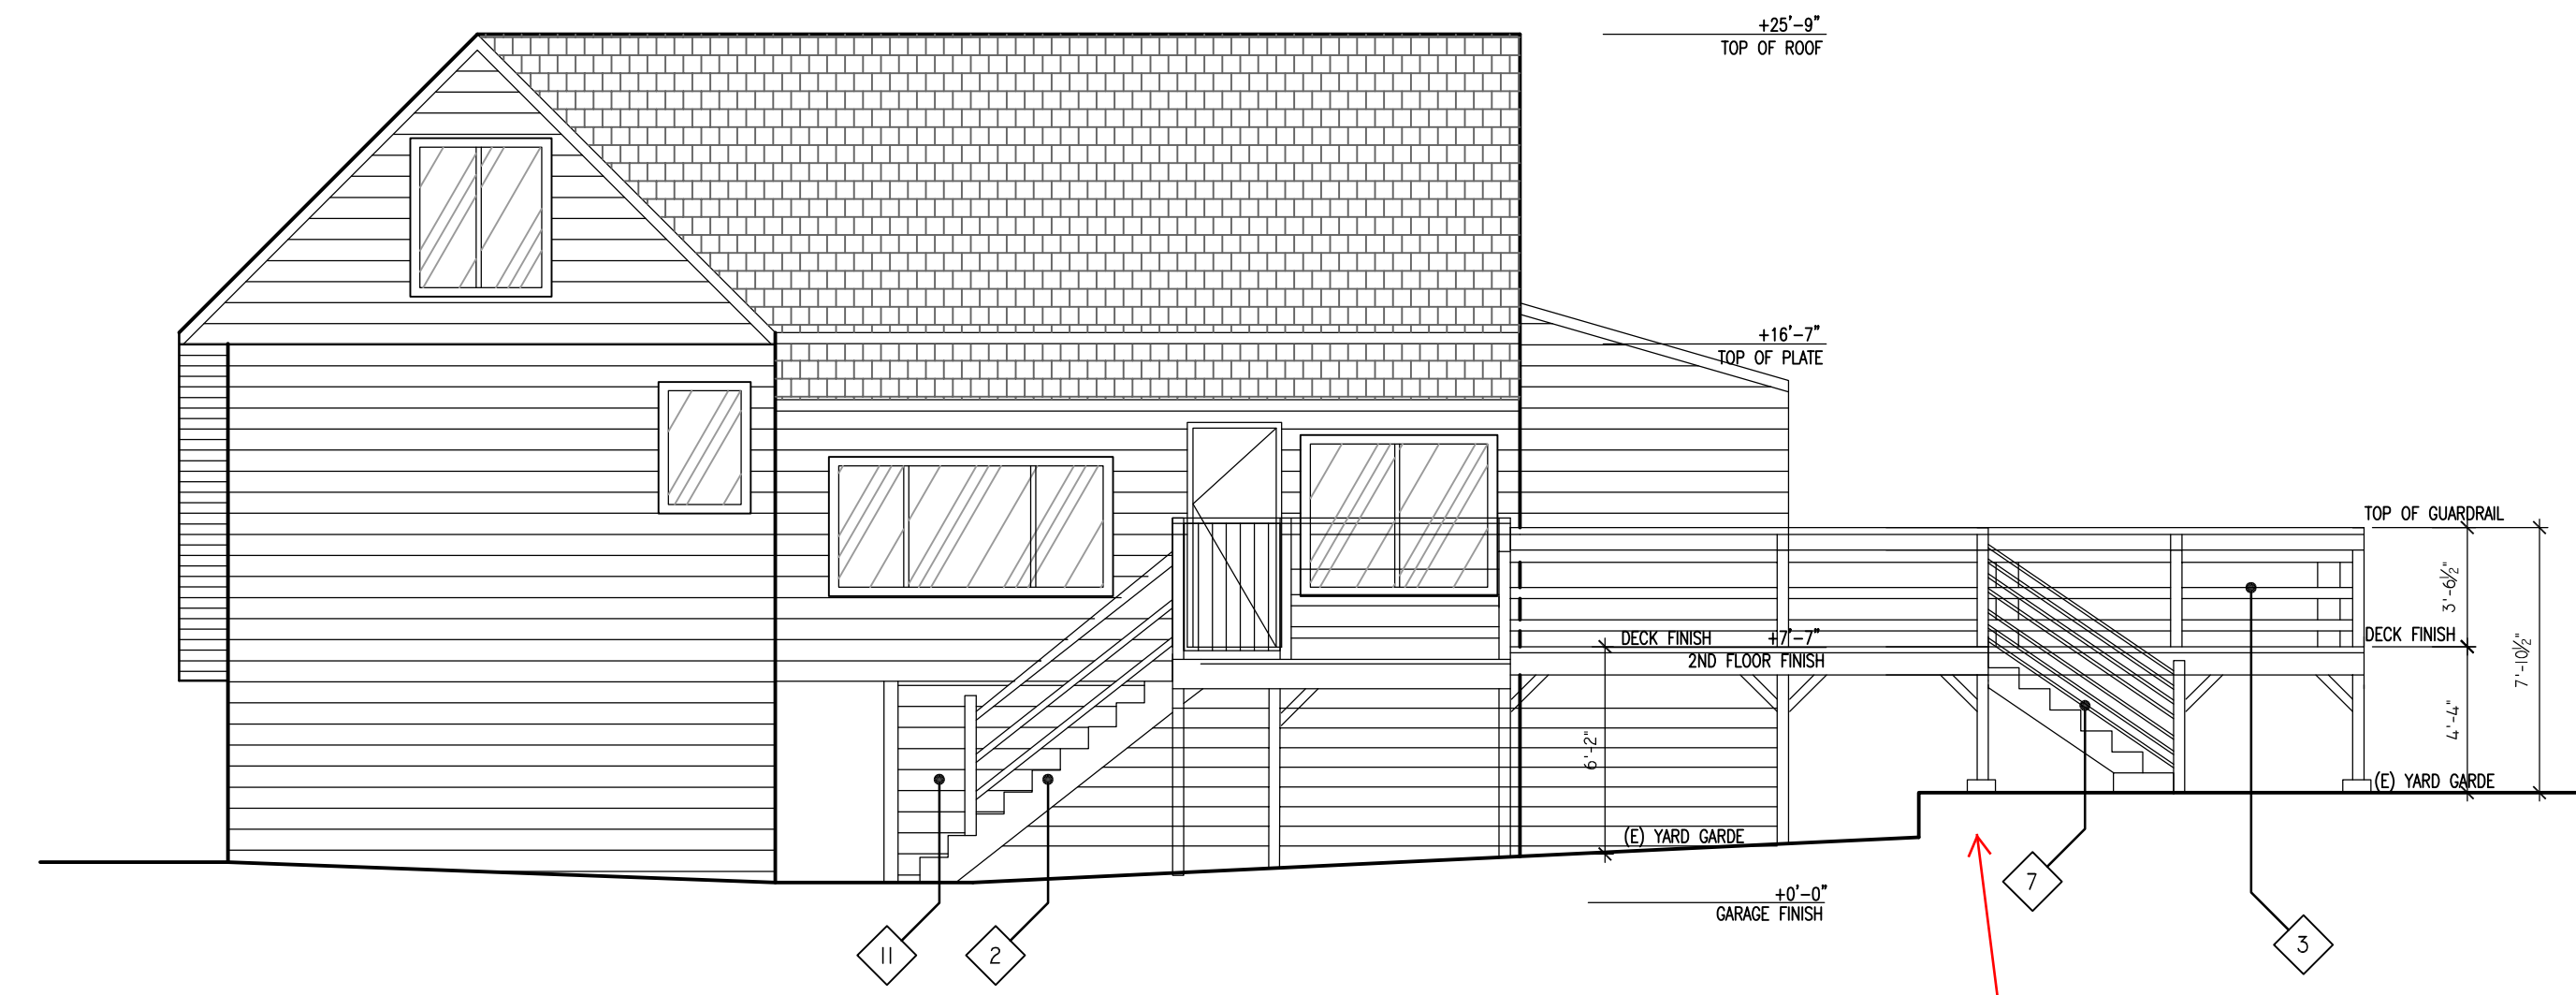 +25'-9"
TOP OF ROOF
+16'-7"
TOP OF PLATE
TOP OF GUARDRAIL
3'-6½"
7'-10½"
DECK FINISH +7'-7"
2ND FLOOR FINISH
DECK FINISH
4'-4"
6'-2"
(E) YARD GARDE
(E) YARD GARDE
+0'-0"
GARAGE FINISH
7
3
11
2